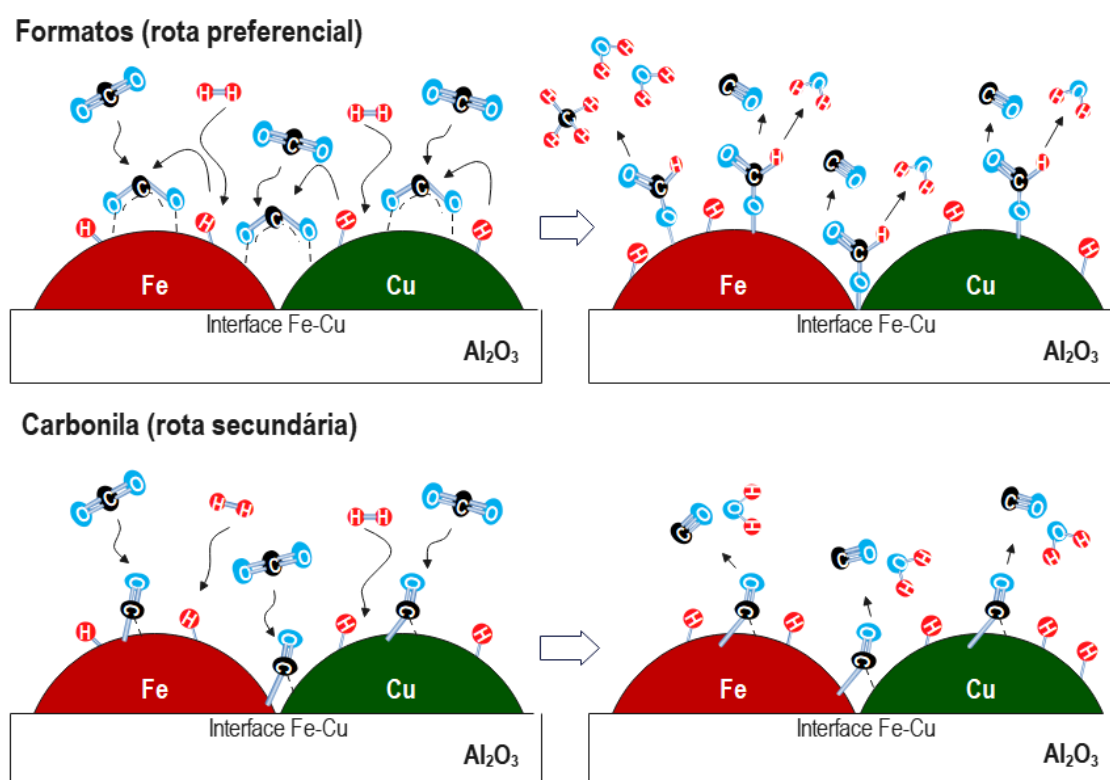 Formatos (rota preferencial)
O C O H H O C O H H O C O
O C O
C O O C O O C O O
H H H H
Fe Cu
Interface Fe-Cu
Al₂O₃
O H O H H C H H H
C O H O H C O H O H
C O H O H
O C H O O C H O O C H O
O C H O
H H H H
Fe Cu
Interface Fe-Cu
Al₂O₃
Carbonila (rota secundária)
O C O H H O C O H H O C O
O C O C O C
O C
H H H H
Fe Cu
Interface Fe-Cu
Al₂O₃
C O O H H C O O H H
C O O H H
O C O C O C
H H H H H
Fe Cu
Interface Fe-Cu
Al₂O₃